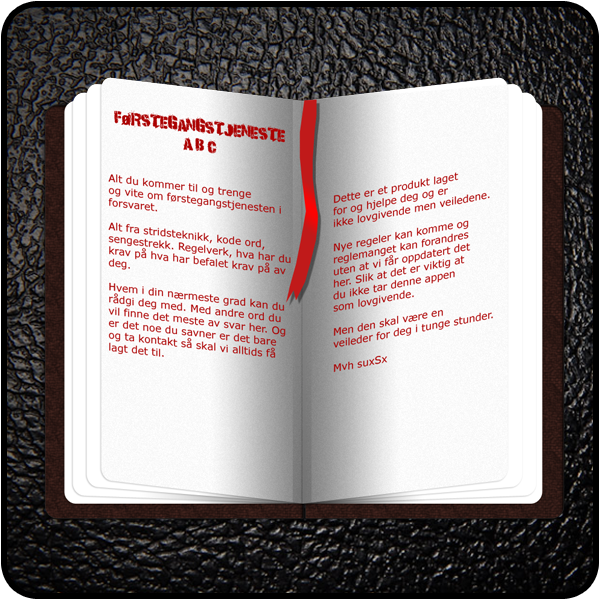 FØRSTEGANGSTJENESTE
A B C
Alt du kommer til og trenge
og vite om førstegangstjenesten i
forsvaret.
Alt fra stridsteknikk, kode ord,
sengestrekk. Regelverk, hva har du
krav på hva har befalet krav på av
deg.
Hvem i din nærmeste grad kan du
rådgi deg med. Med andre ord du
vil finne det meste av svar her. Og
er det noe du savner er det bare
og ta kontakt så skal vi alltids få
lagt det til.
Dette er et produkt laget
for og hjelpe deg og er
ikke lovgivende men veiledene.
Nye regeler kan komme og
reglemanget kan forandres
uten at vi får oppdatert det
her. Slik at det er viktig at
du ikke tar denne appen
som lovgivende.
Men den skal være en
veileder for deg i tunge stunder.
Mvh suxSx